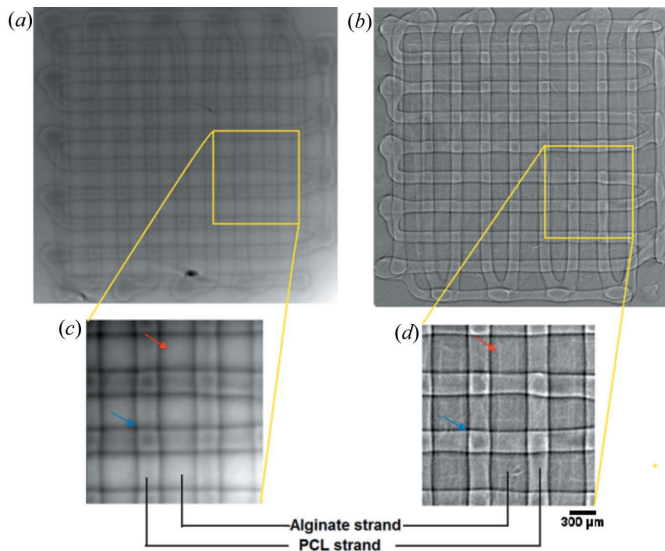 (a)
(b)
(c)
(d)
Alginate strand
PCL strand
300 µm